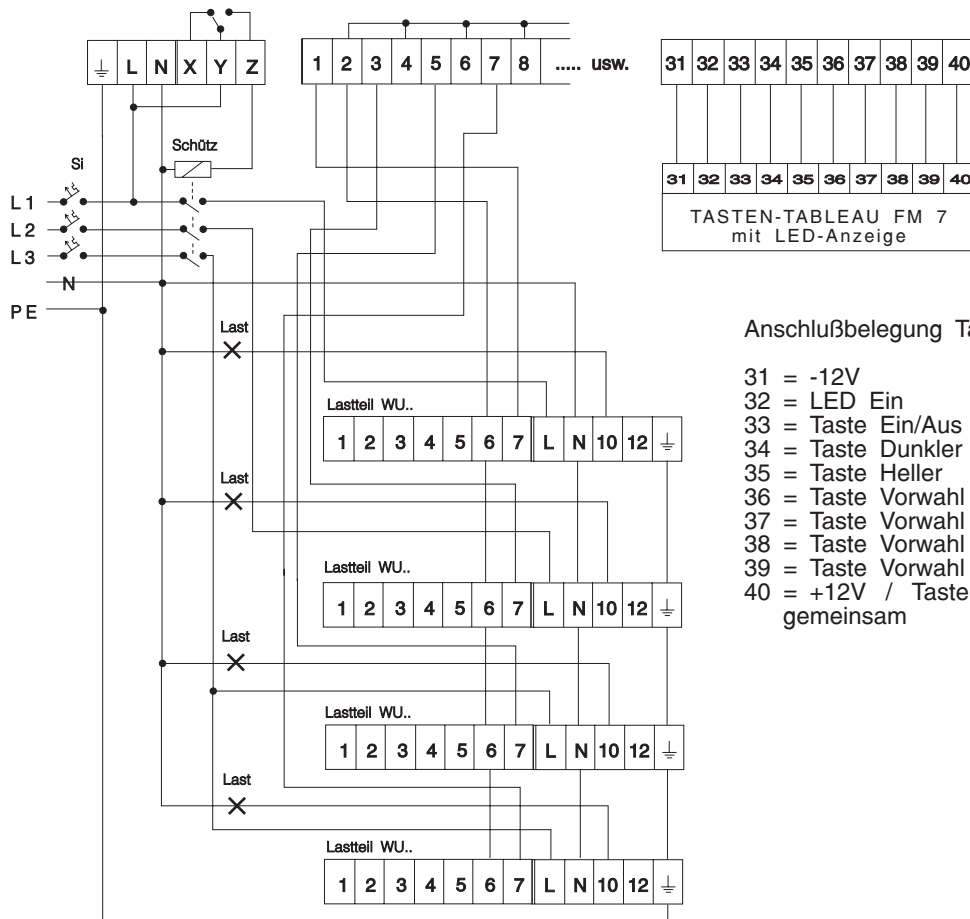 ⏚ L N X Y Z
1 2 3 4 5 6 7 8 ..... usw.
31 32 33 34 35 36 37 38 39 40
Schütz
Si
L1
L2
L3
N
PE
31 32 33 34 35 36 37 38 39 40
TASTEN-TABLEAU FM 7
mit LED-Anzeige
Anschlußbelegung
31 = -12V
32 = LED Ein
33 = Taste Ein/Aus
34 = Taste Dunkler
35 = Taste Heller
36 = Taste Vorwahl
37 = Taste Vorwahl
38 = Taste Vorwahl
39 = Taste Vorwahl
40 = +12V / Taste
gemeinsam
Last
Lastteil WU..
1 2 3 4 5 6 7 L N 10 12 ⏚
Last
Lastteil WU..
1 2 3 4 5 6 7 L N 10 12 ⏚
Last
Lastteil WU..
1 2 3 4 5 6 7 L N 10 12 ⏚
Last
Lastteil WU..
1 2 3 4 5 6 7 L N 10 12 ⏚